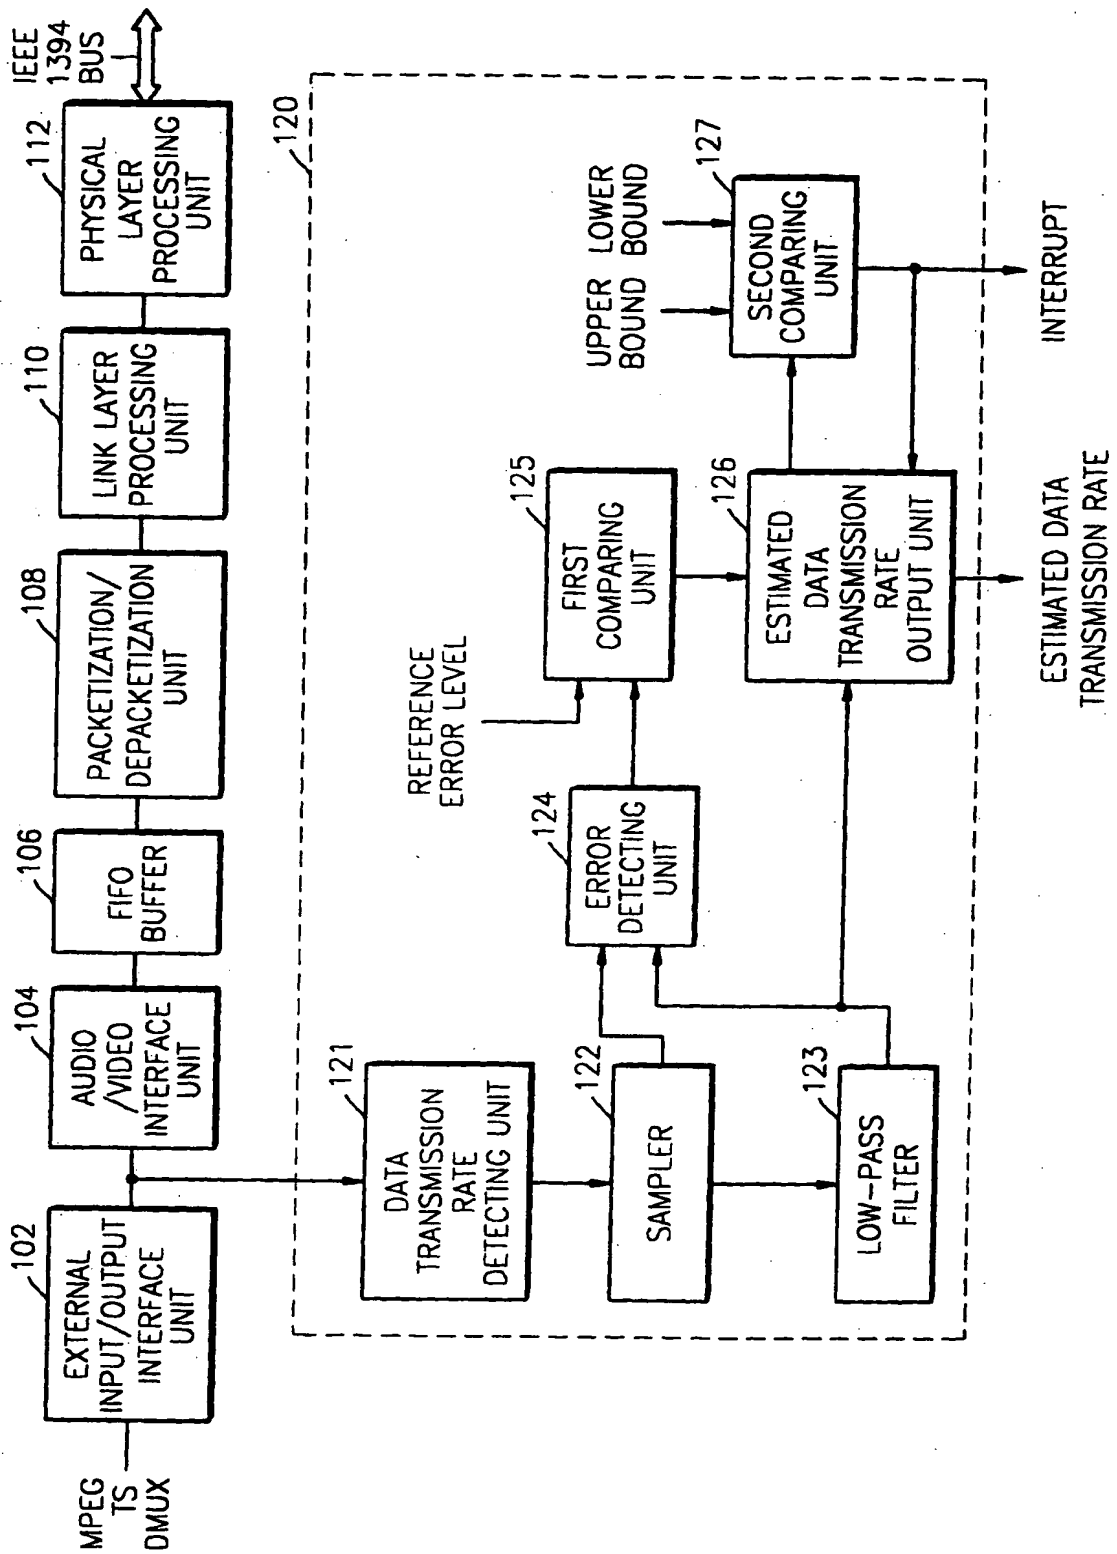 MPEG
TS
DMUX
102
EXTERNAL
INPUT/OUTPUT
INTERFACE
UNIT
104
AUDIO
/VIDEO
INTERFACE
UNIT
106
FIFO
BUFFER
108
PACKETIZATION/
DEPACKETIZATION
UNIT
110
LINK LAYER
PROCESSING
UNIT
112
PHYSICAL
LAYER
PROCESSING
UNIT
IEEE
1394
BUS
120
121
DATA
TRANSMISSION
RATE
DETECTING UNIT
122
SAMPLER
123
LOW-PASS
FILTER
124
ERROR
DETECTING
UNIT
REFERENCE
ERROR LEVEL
125
FIRST
COMPARING
UNIT
126
ESTIMATED
DATA
TRANSMISSION
RATE
OUTPUT UNIT
UPPER
BOUND
LOWER
BOUND
127
SECOND
COMPARING
UNIT
ESTIMATED DATA
TRANSMISSION RATE
INTERRUPT